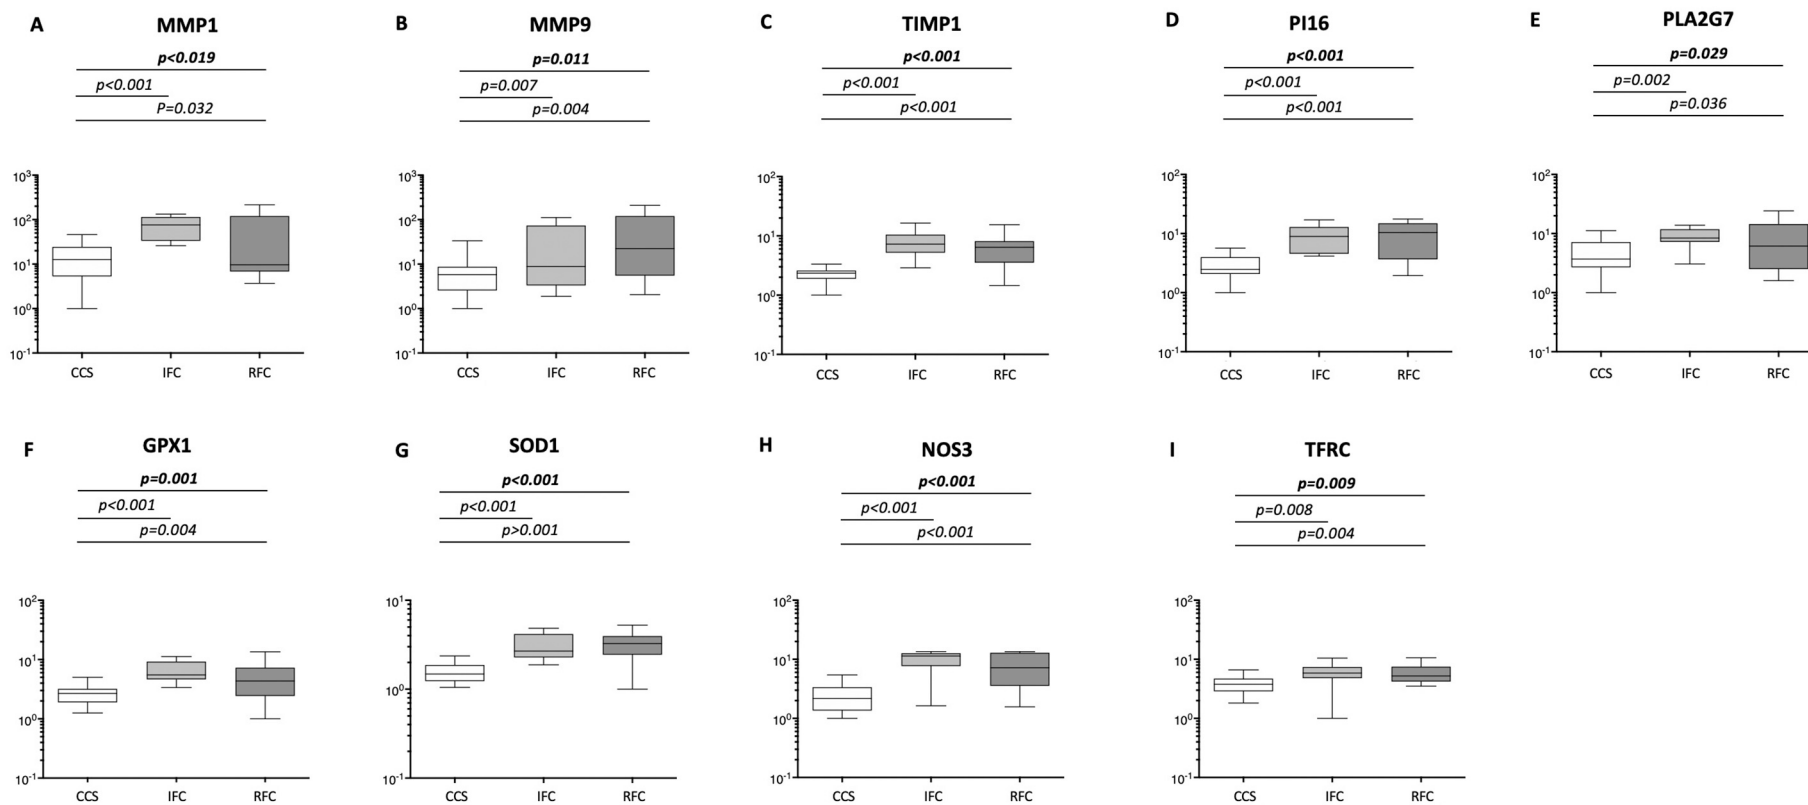 A MMP1
p<0.019
p<0.001
P=0.032
10³
10²
10¹
10⁰
10⁻¹
CCS IFC RFC
B MMP9
p=0.011
p=0.007
p=0.004
10³
10²
10¹
10⁰
10⁻¹
CCS IFC RFC
C TIMP1
p<0.001
p<0.001
p<0.001
10²
10¹
10⁰
10⁻¹
CCS IFC RFC
D PI16
p<0.001
p<0.001
p<0.001
10²
10¹
10⁰
10⁻¹
CCS IFC RFC
E PLA2G7
p=0.029
p=0.002
p=0.036
10²
10¹
10⁰
10⁻¹
CCS IFC RFC
F GPX1
p=0.001
p<0.001
p=0.004
10²
10¹
10⁰
10⁻¹
CCS IFC RFC
G SOD1
p<0.001
p<0.001
p>0.001
10¹
10⁰
10⁻¹
CCS IFC RFC
H NOS3
p<0.001
p<0.001
p<0.001
10²
10¹
10⁰
10⁻¹
CCS IFC RFC
I TFRC
p=0.009
p=0.008
p=0.004
10²
10¹
10⁰
10⁻¹
CCS IFC RFC